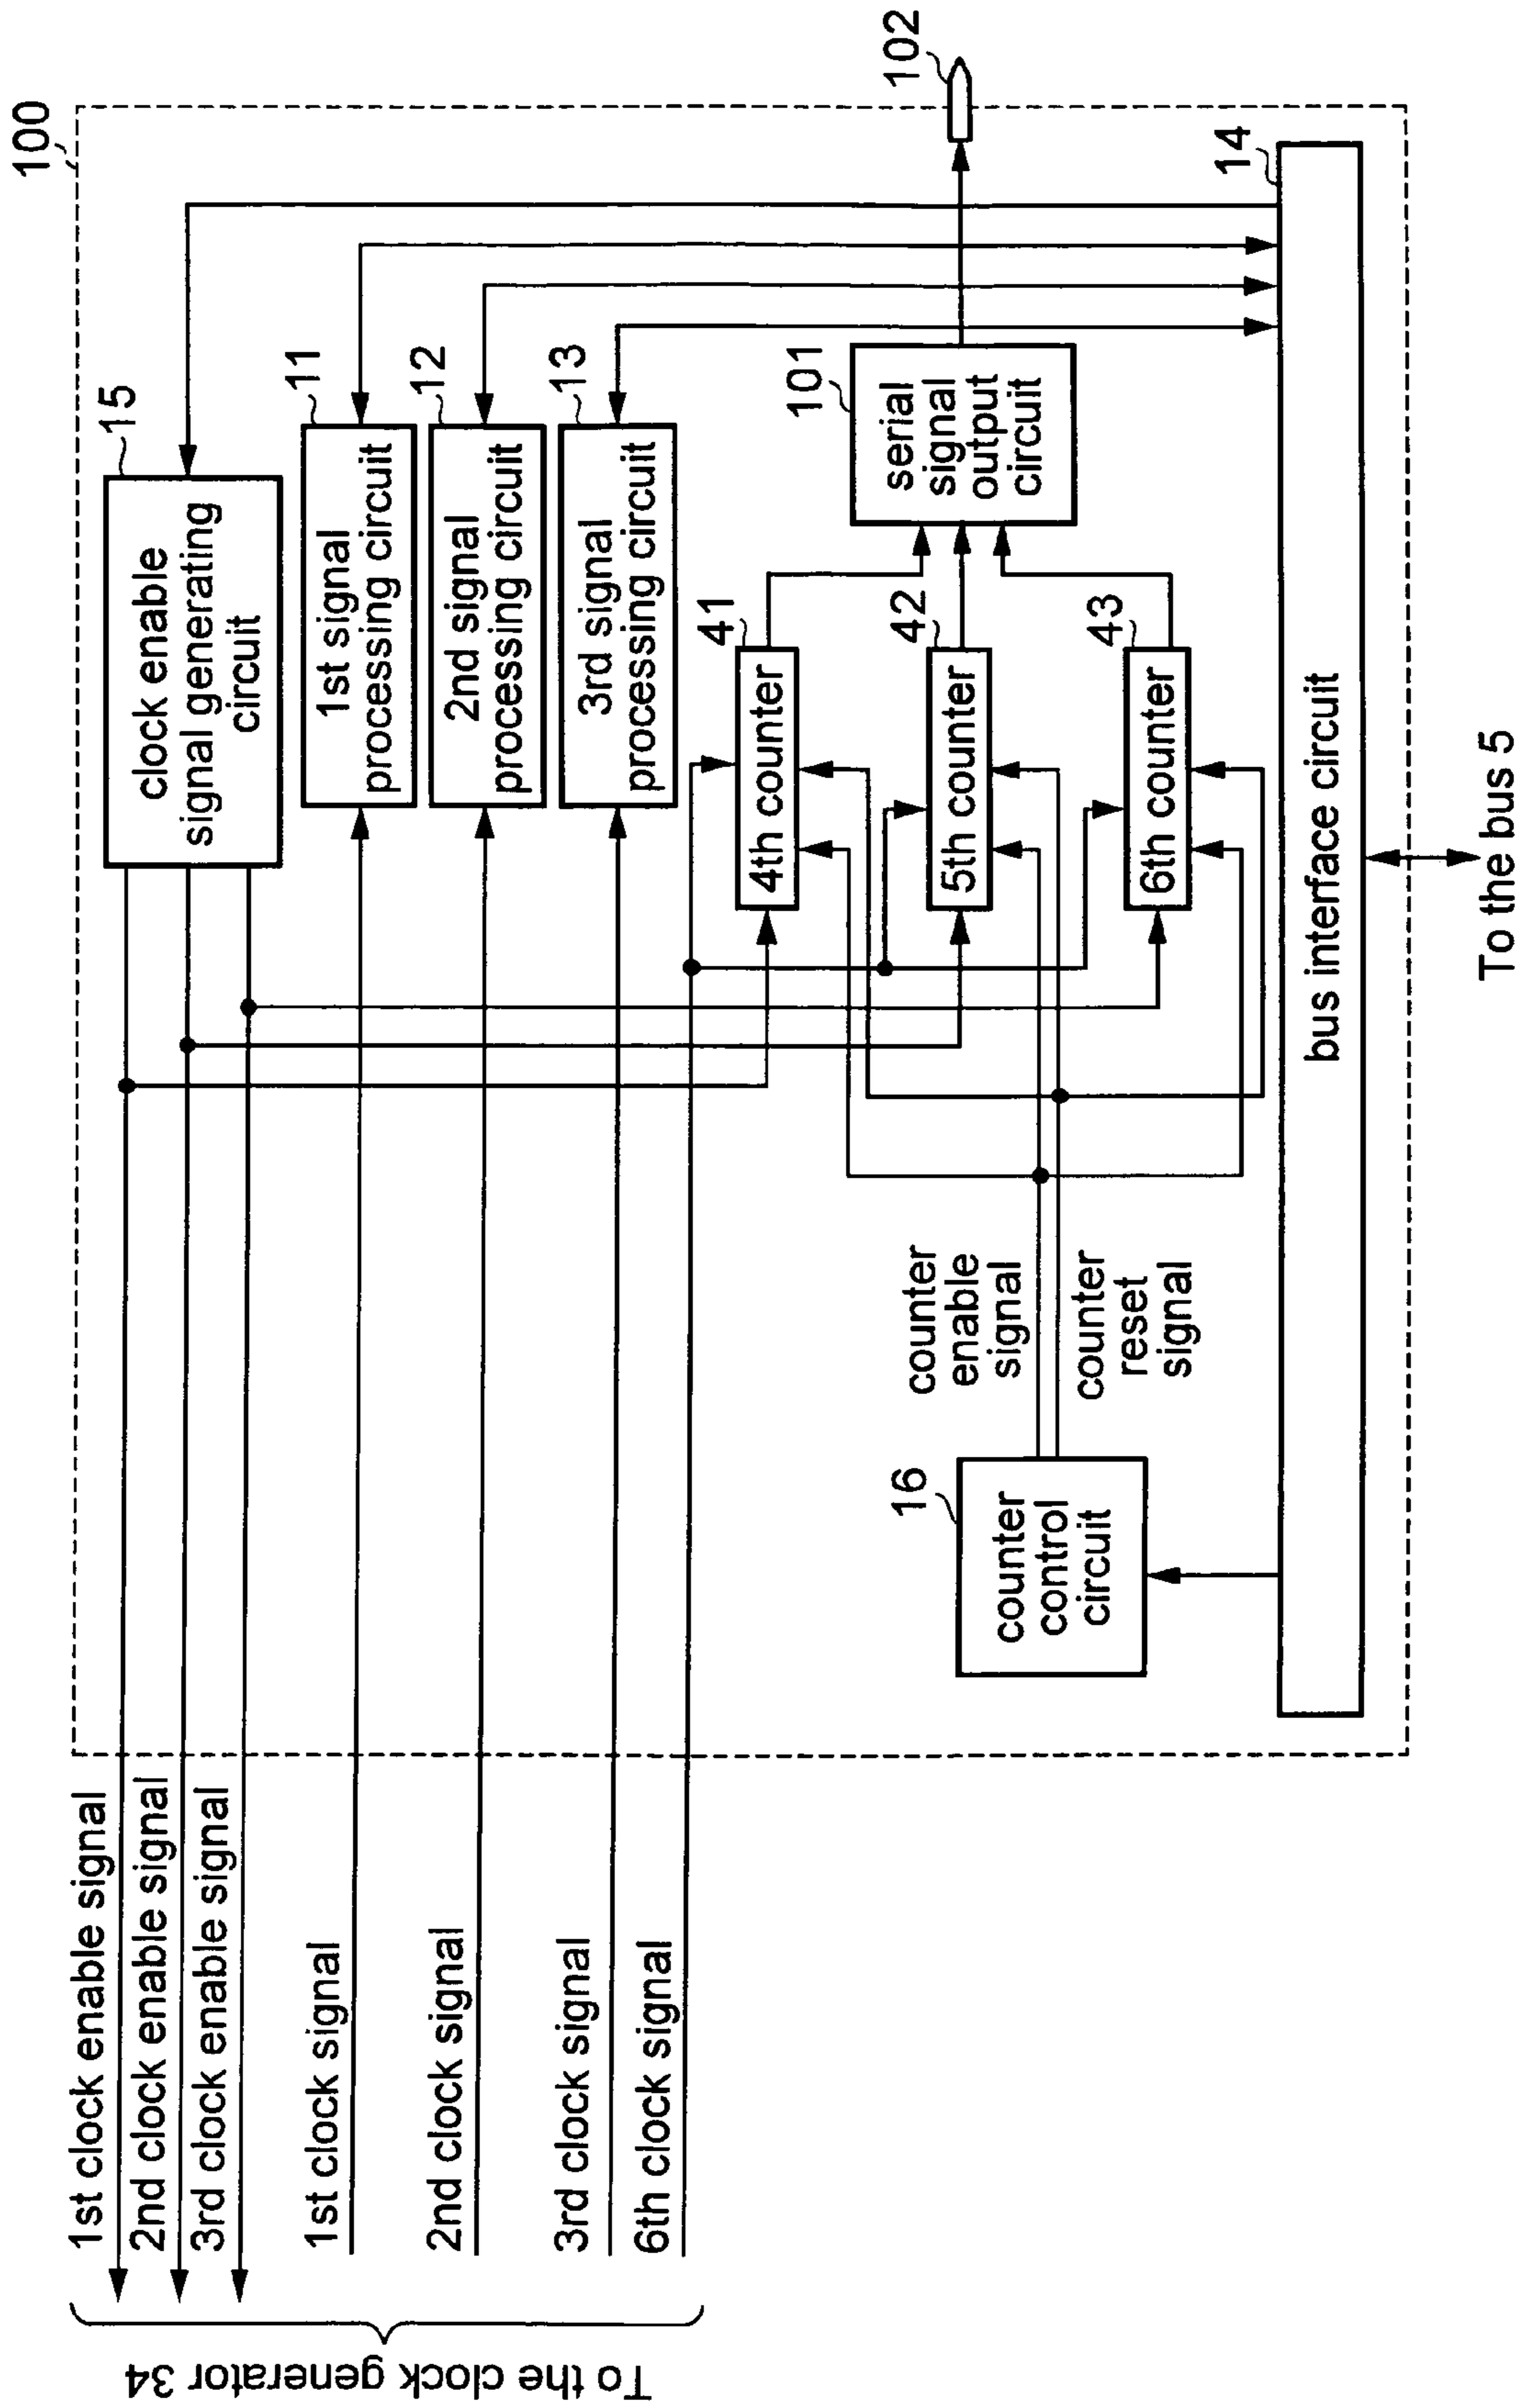 100
1st clock enable signal
2nd clock enable signal
3rd clock enable signal
1st clock signal
2nd clock signal
3rd clock signal
6th clock signal
To the clock generator 34
15
clock enable
signal generating
circuit
11
1st signal
processing circuit
12
2nd signal
processing circuit
13
3rd signal
processing circuit
41
4th counter
42
5th counter
43
6th counter
101
serial
signal
output
circuit
102
counter
enable
signal
counter
reset
signal
16
counter
control
circuit
14
bus interface circuit
To the bus 5